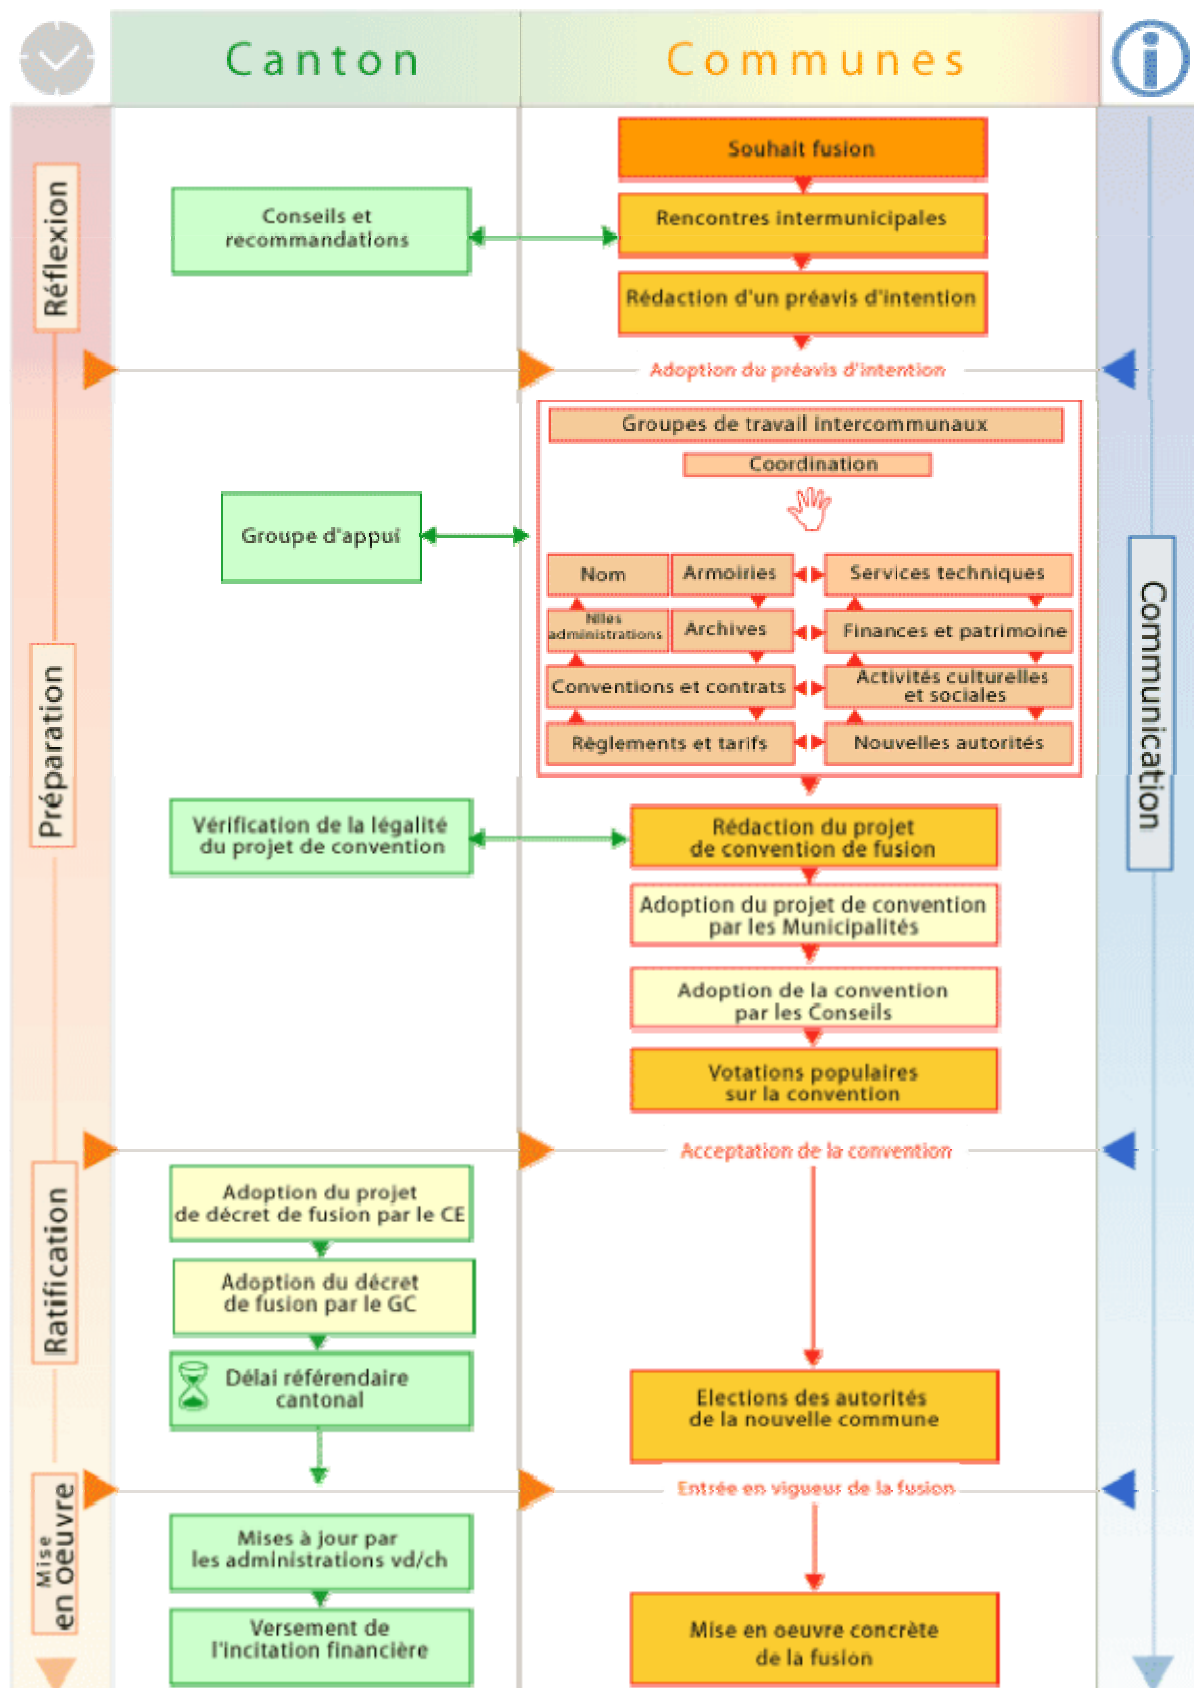 Canton
Communes
Réflexion
Souhait fusion
Conseils et
recommandations
Rencontres intermunicipales
Rédaction d'un préavis d'intention
Adoption du préavis d'intention
Préparation
Communication
Groupes de travail intercommunaux
Coordination
Groupe d'appui
Nom
Armoiries
Services techniques
Nlles
administrations
Archives
Finances et patrimoine
Conventions et contrats
Activités culturelles
et sociales
Règlements et tarifs
Nouvelles autorités
Vérification de la légalité
du projet de convention
Rédaction du projet
de convention de fusion
Adoption du projet de convention
par les Municipalités
Adoption de la convention
par les Conseils
Votations populaires
sur la convention
Acceptation de la convention
Ratification
Adoption du projet
de décret de fusion par le CE
Adoption du décret
de fusion par le GC
Délai référendaire
cantonal
Elections des autorités
de la nouvelle commune
Entrée en vigueur de la fusion
Mise
en oeuvre
Mises à jour par
les administrations vd/ch
Versement de
l'incitation financière
Mise en oeuvre concrète
de la fusion